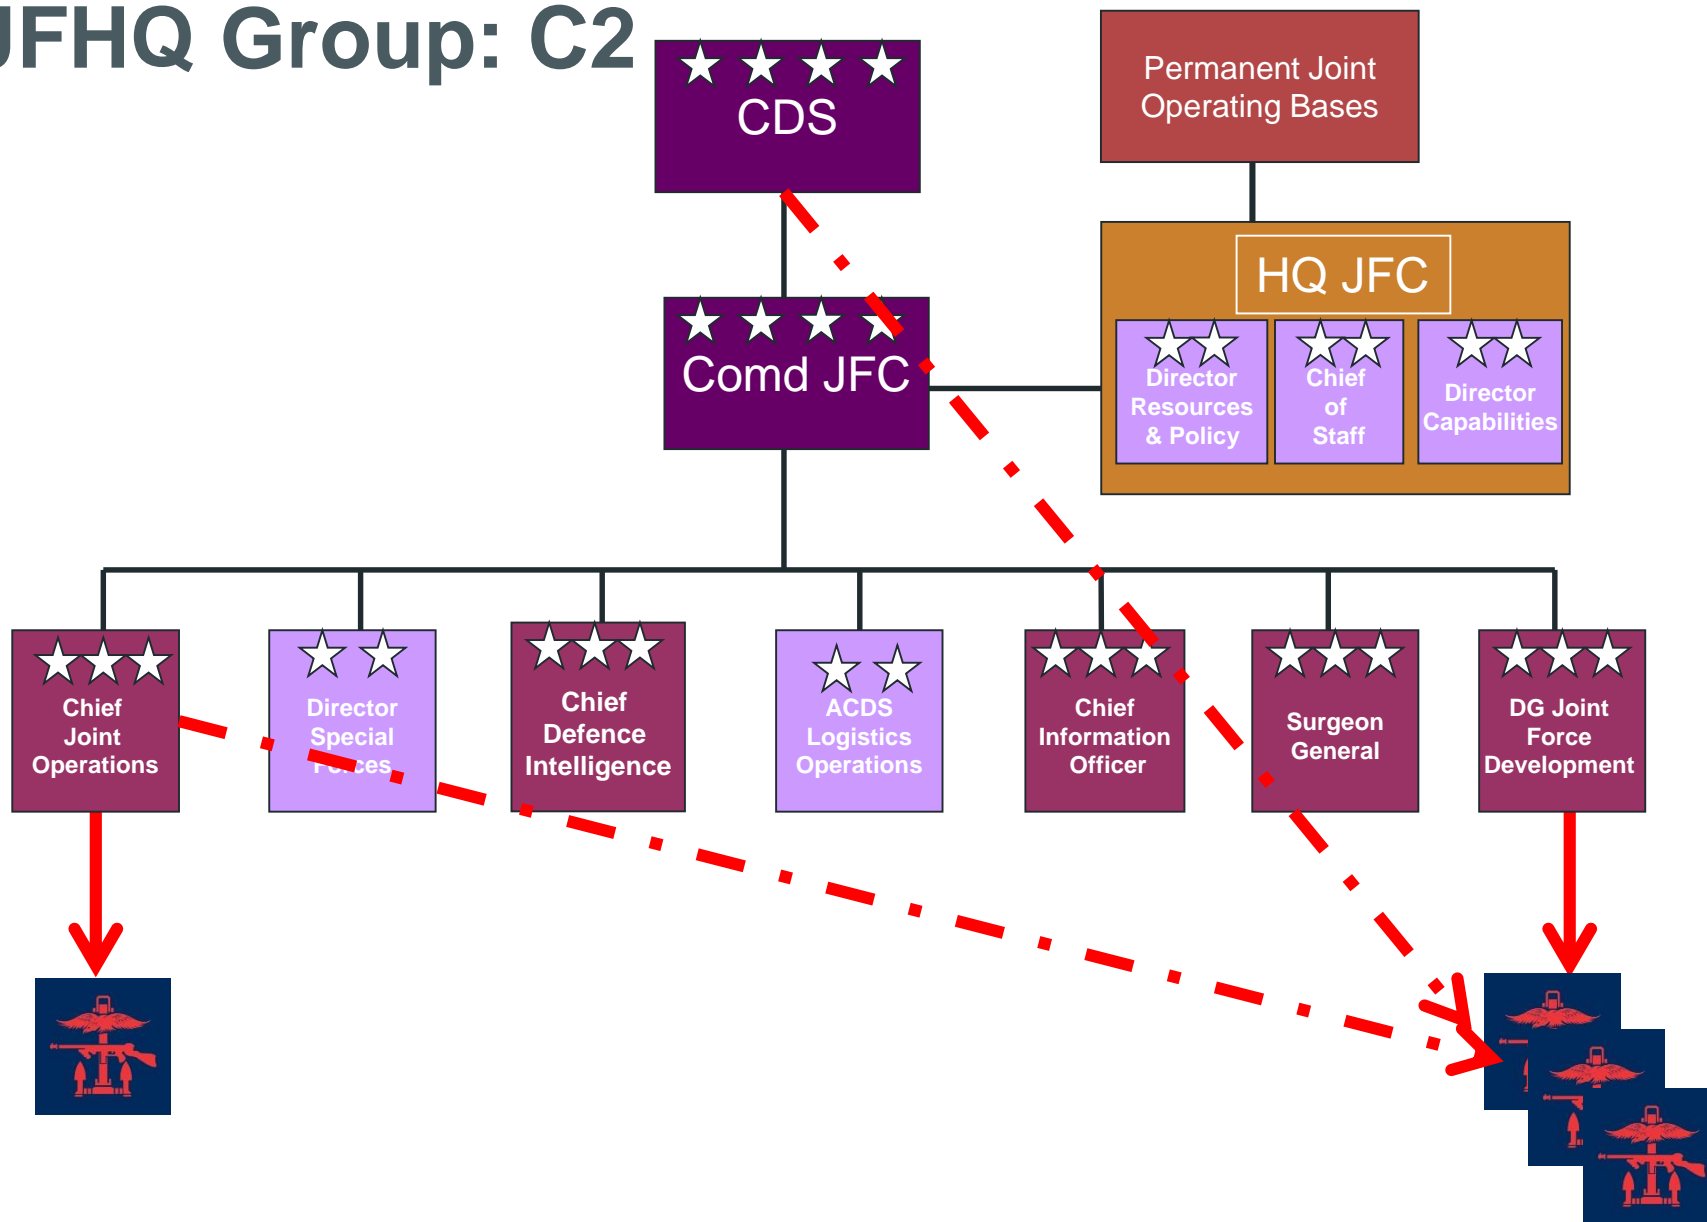 JFHQ Group: C2
CDS
Permanent Joint
Operating Bases
HQ JFC
Comd JFC
Director
Resources
& Policy
Chief
of
Staff
Director
Capabilities
Chief
Joint
Operations
Director
Special
Forces
Chief
Defence
Intelligence
ACDS
Logistics
Operations
Chief
Information
Officer
Surgeon
General
DG Joint
Force
Development